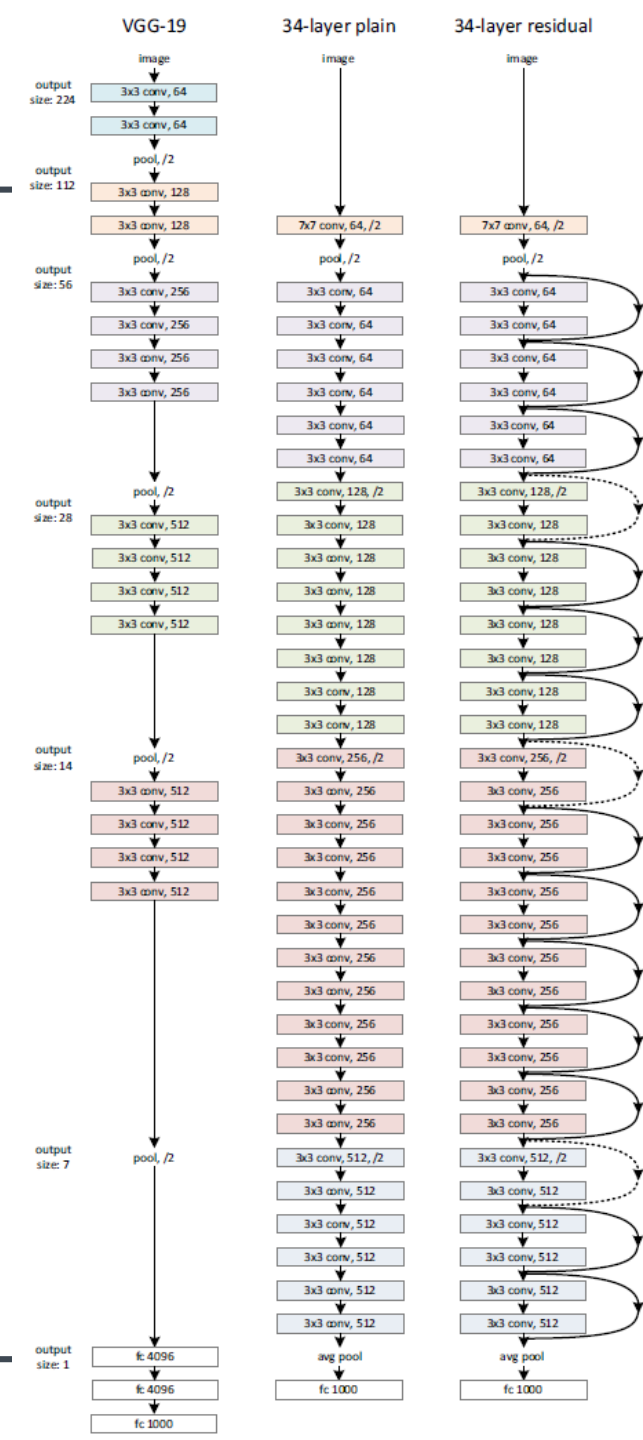 output
size: 224
output
size: 112
output
size: 56
output
size: 28
output
size: 14
output
size: 7
output
size: 1
VGG-19
image
3x3 conv, 64
3x3 conv, 64
pool, /2
3x3 conv, 128
3x3 conv, 128
pool, /2
3x3 conv, 256
3x3 conv, 256
3x3 conv, 256
3x3 conv, 256
pool, /2
3x3 conv, 512
3x3 conv, 512
3x3 conv, 512
3x3 conv, 512
pool, /2
3x3 conv, 512
3x3 conv, 512
3x3 conv, 512
3x3 conv, 512
pool, /2
fc 4096
fc 4096
fc 1000
34-layer plain
image
7x7 conv, 64, /2
pool, /2
3x3 conv, 64
3x3 conv, 64
3x3 conv, 64
3x3 conv, 64
3x3 conv, 64
3x3 conv, 64
3x3 conv, 128, /2
3x3 conv, 128
3x3 conv, 128
3x3 conv, 128
3x3 conv, 128
3x3 conv, 128
3x3 conv, 128
3x3 conv, 128
3x3 conv, 256, /2
3x3 conv, 256
3x3 conv, 256
3x3 conv, 256
3x3 conv, 256
3x3 conv, 256
3x3 conv, 256
3x3 conv, 256
3x3 conv, 256
3x3 conv, 256
3x3 conv, 256
3x3 conv, 256
3x3 conv, 512, /2
3x3 conv, 512
3x3 conv, 512
3x3 conv, 512
3x3 conv, 512
3x3 conv, 512
avg pool
fc 1000
34-layer residual
image
7x7 conv, 64, /2
pool, /2
3x3 conv, 64
3x3 conv, 64
3x3 conv, 64
3x3 conv, 64
3x3 conv, 64
3x3 conv, 64
3x3 conv, 128, /2
3x3 conv, 128
3x3 conv, 128
3x3 conv, 128
3x3 conv, 128
3x3 conv, 128
3x3 conv, 128
3x3 conv, 128
3x3 conv, 256, /2
3x3 conv, 256
3x3 conv, 256
3x3 conv, 256
3x3 conv, 256
3x3 conv, 256
3x3 conv, 256
3x3 conv, 256
3x3 conv, 256
3x3 conv, 256
3x3 conv, 256
3x3 conv, 256
3x3 conv, 512, /2
3x3 conv, 512
3x3 conv, 512
3x3 conv, 512
3x3 conv, 512
3x3 conv, 512
avg pool
fc 1000